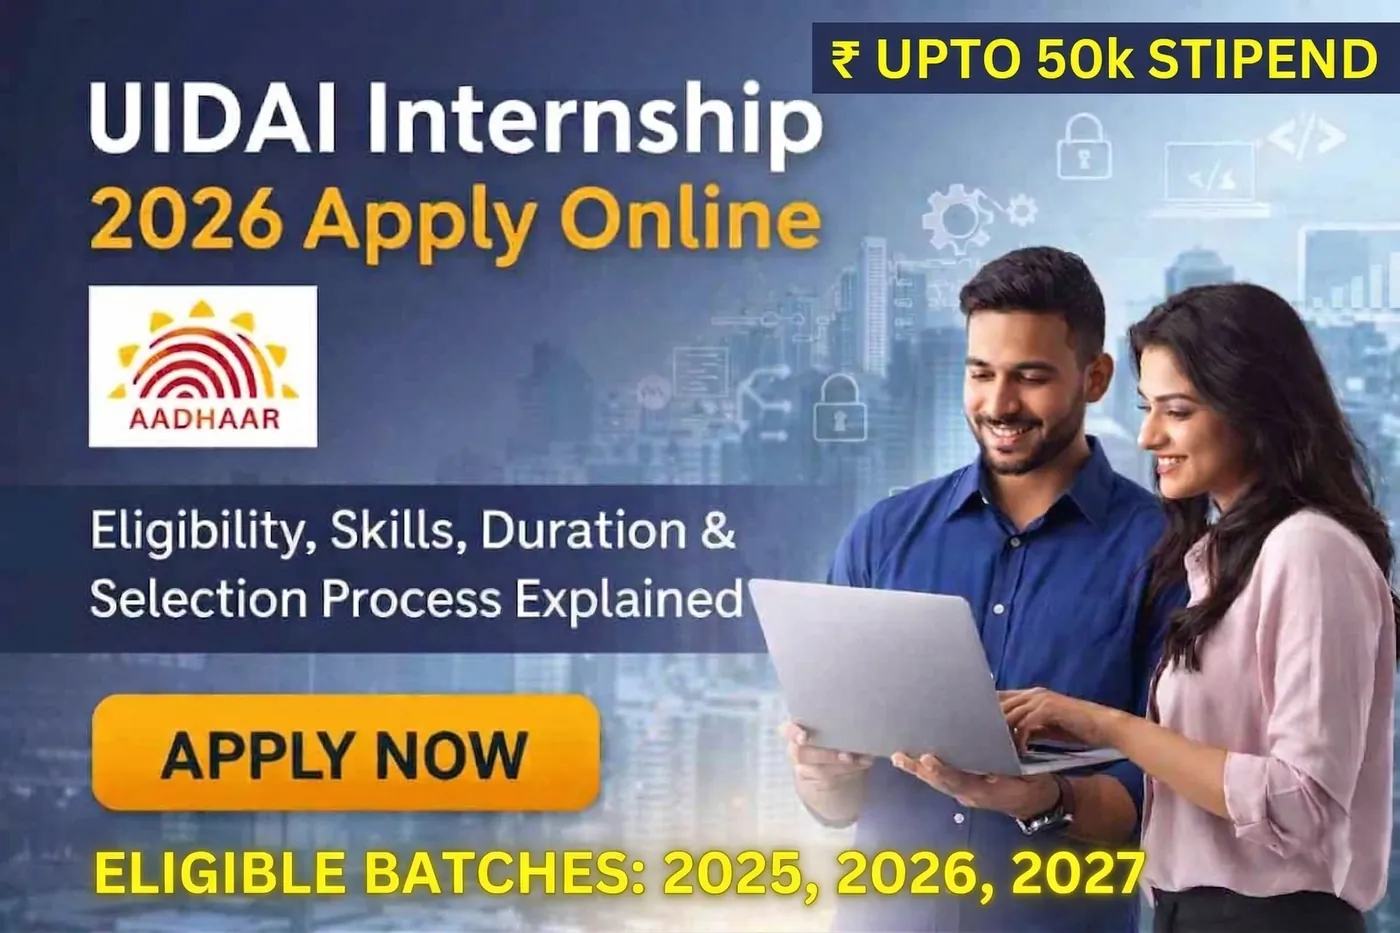 ₹ UPTO 50k STIPEND
UIDAI Internship
2026 Apply Online
AADHAAR
Eligibility, Skills, Duration &
Selection Process Explained
APPLY NOW
ELIGIBLE BATCHES: 2025, 2026, 2027